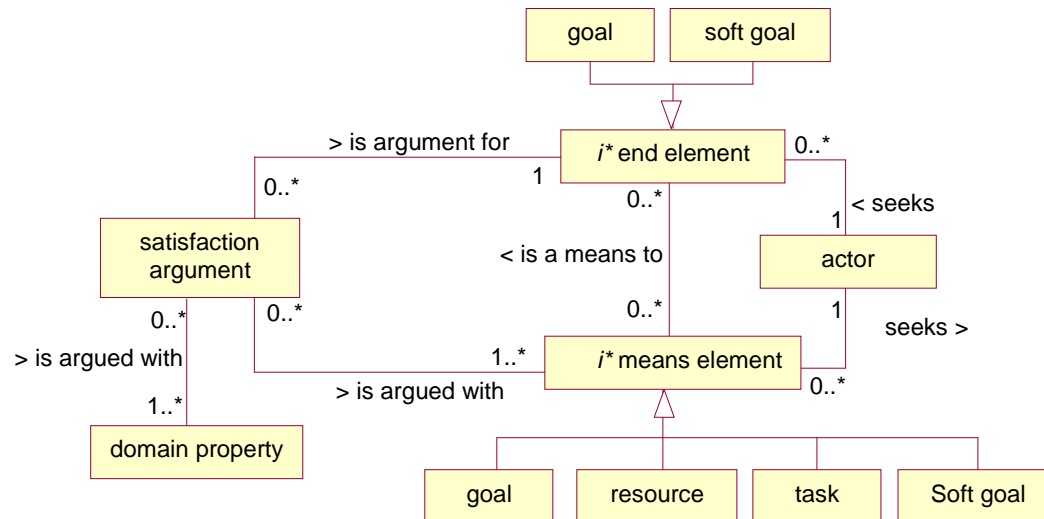 goal
soft goal
> is argument for
i* end element
0..*
1
0..*
0..*
< seeks
satisfaction
argument
< is a means to
1
actor
0..*
0..*
0..*
1
seeks >
> is argued with
1..*
i* means element
> is argued with
0..*
1..*
domain property
goal
resource
task
Soft goal